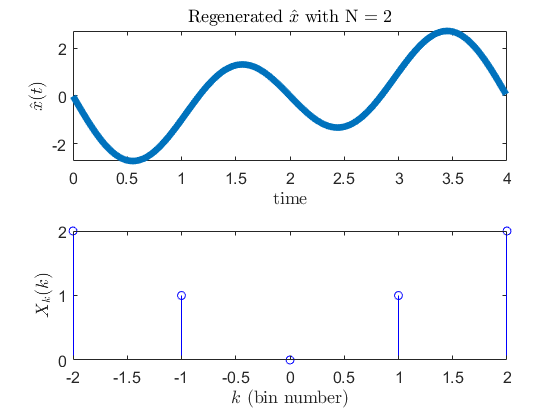 Regenerated x̂ with N = 2
x̂(t)
2
0
-2
0 0.5 1 1.5 2 2.5 3 3.5 4
time
X_k(k)
2
1
0
-2 -1.5 -1 -0.5 0 0.5 1 1.5 2
k (bin number)